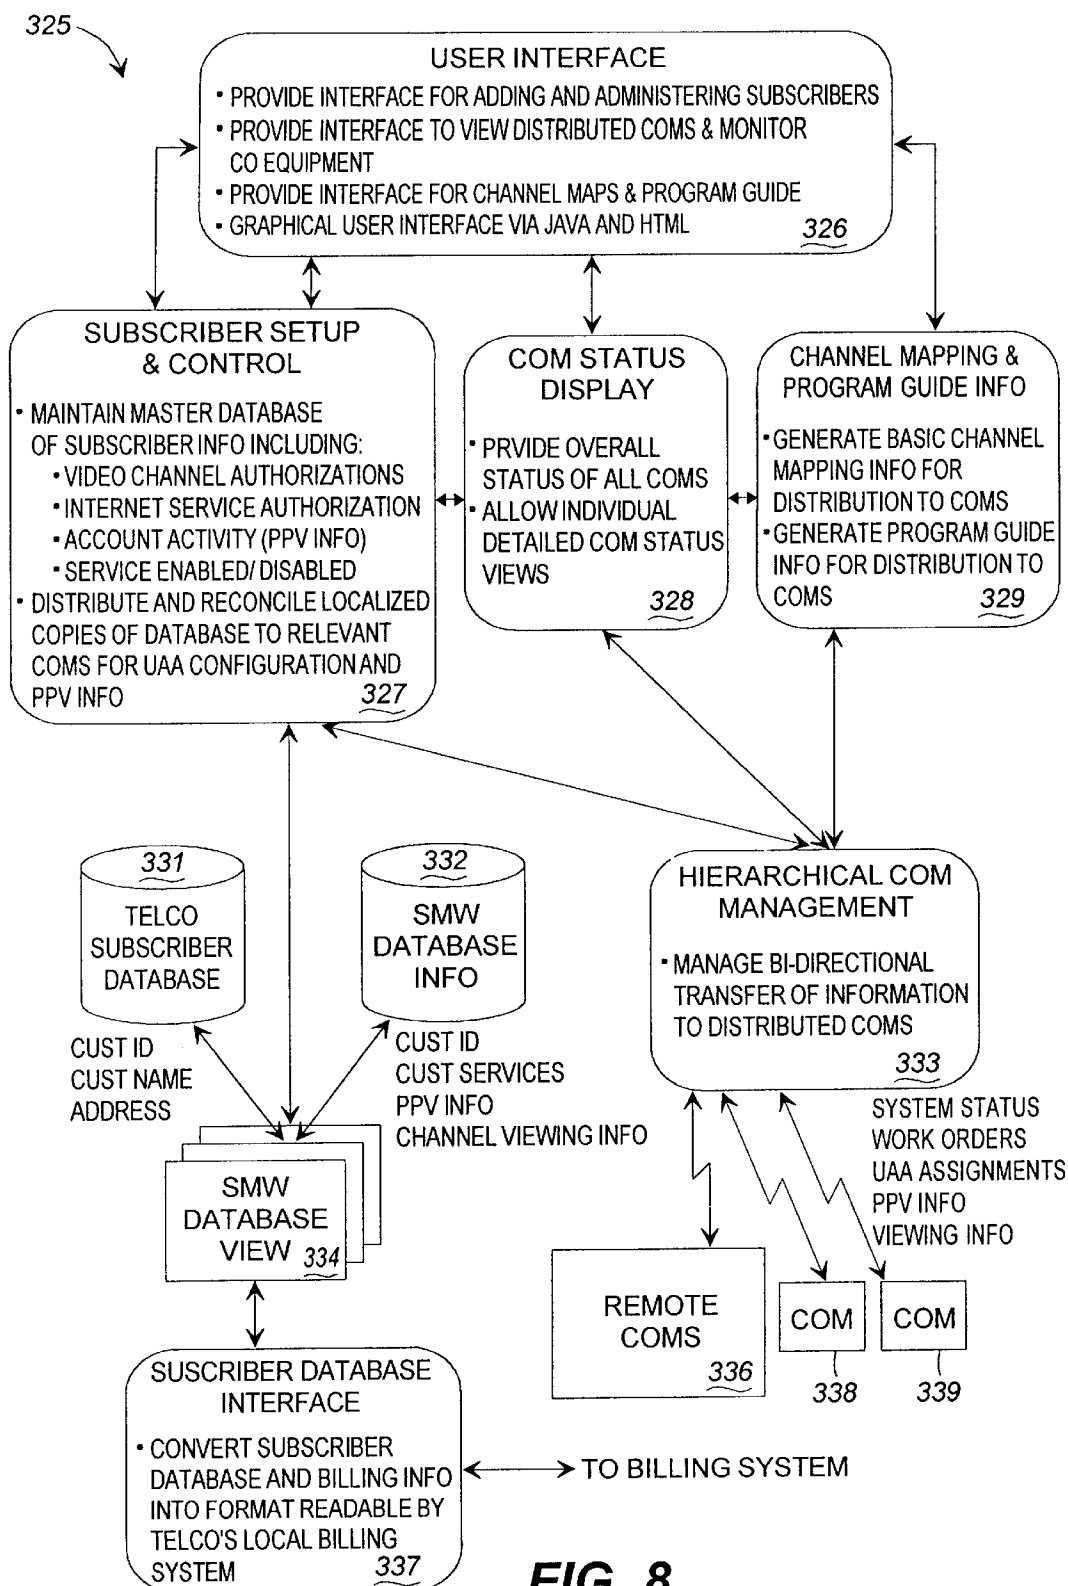 325
USER INTERFACE
• PROVIDE INTERFACE FOR ADDING AND ADMINISTERING SUBSCRIBERS
• PROVIDE INTERFACE TO VIEW DISTRIBUTED COMS & MONITOR
CO EQUIPMENT
• PROVIDE INTERFACE FOR CHANNEL MAPS & PROGRAM GUIDE
• GRAPHICAL USER INTERFACE VIA JAVA AND HTML
326
SUBSCRIBER SETUP
& CONTROL
• MAINTAIN MASTER DATABASE
OF SUBSCRIBER INFO INCLUDING:
• VIDEO CHANNEL AUTHORIZATIONS
• INTERNET SERVICE AUTHORIZATION
• ACCOUNT ACTIVITY (PPV INFO)
• SERVICE ENABLED/ DISABLED
• DISTRIBUTE AND RECONCILE LOCALIZED
COPIES OF DATABASE TO RELEVANT
COMS FOR UAA CONFIGURATION AND
PPV INFO
327
COM STATUS
DISPLAY
• PRVIDE OVERALL
STATUS OF ALL COMS
• ALLOW INDIVIDUAL
DETAILED COM STATUS
VIEWS
328
CHANNEL MAPPING &
PROGRAM GUIDE INFO
• GENERATE BASIC CHANNEL
MAPPING INFO FOR
DISTRIBUTION TO COMS
• GENERATE PROGRAM GUIDE
INFO FOR DISTRIBUTION TO
COMS
329
331
TELCO
SUBSCRIBER
DATABASE
332
SMW
DATABASE
INFO
CUST ID
CUST NAME
ADDRESS
CUST ID
CUST SERVICES
PPV INFO
CHANNEL VIEWING INFO
HIERARCHICAL COM
MANAGEMENT
• MANAGE BI-DIRECTIONAL
TRANSFER OF INFORMATION
TO DISTRIBUTED COMS
333
SYSTEM STATUS
WORK ORDERS
UAA ASSIGNMENTS
PPV INFO
VIEWING INFO
SMW
DATABASE
VIEW
334
REMOTE
COMS
336
COM
338
COM
339
SUSCRIBER DATABASE
INTERFACE
• CONVERT SUBSCRIBER
DATABASE AND BILLING INFO
INTO FORMAT READABLE BY
TELCO'S LOCAL BILLING
SYSTEM
337
TO BILLING SYSTEM
FIG. 8